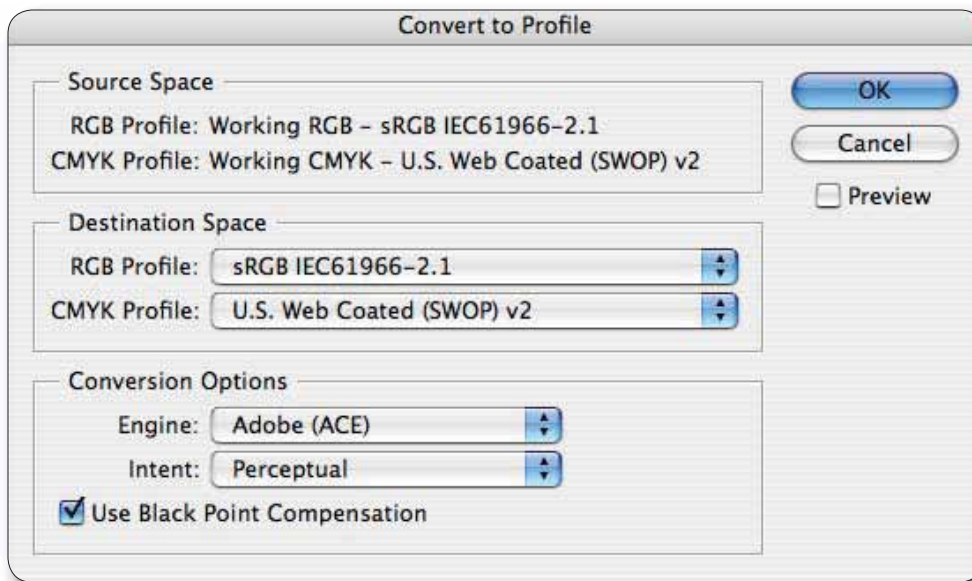 Convert to Profile
Source Space
RGB Profile: Working RGB – sRGB IEC61966–2.1
CMYK Profile: Working CMYK – U.S. Web Coated (SWOP) v2
OK
Cancel
Preview
Destination Space
RGB Profile: sRGB IEC61966–2.1
CMYK Profile: U.S. Web Coated (SWOP) v2
Conversion Options
Engine: Adobe (ACE)
Intent: Perceptual
Use Black Point Compensation